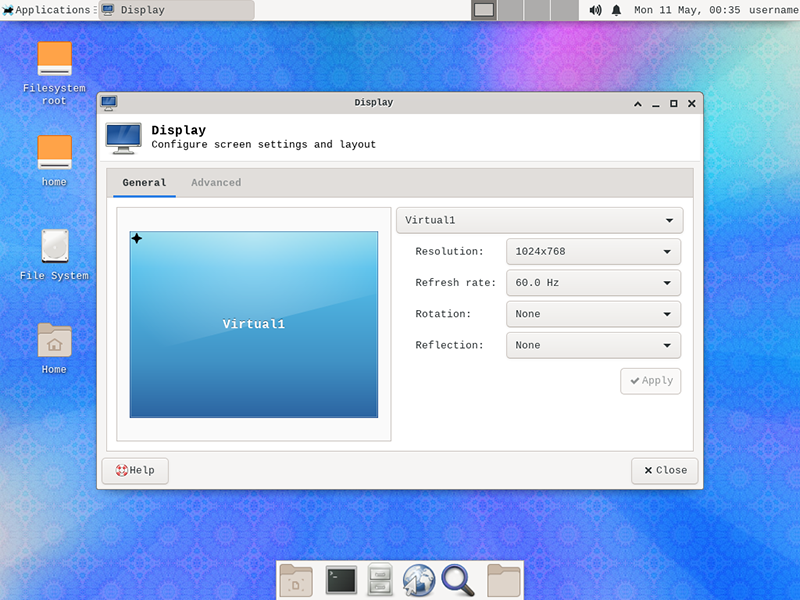 Applications
Display
Mon 11 May, 00:35
username
Filesystem
root
home
File System
Home
Display
Display
Configure screen settings and layout
General
Advanced
Virtual1
Virtual1
Resolution:
1024x768
Refresh rate:
60.0 Hz
Rotation:
None
Reflection:
None
Apply
Help
Close